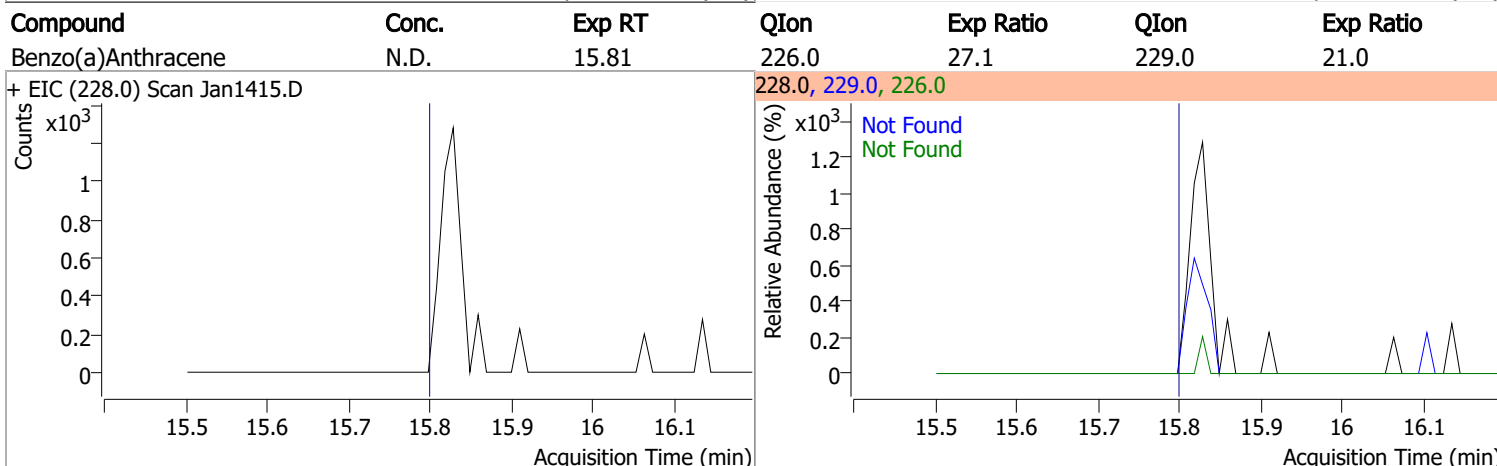 Compound Conc. Exp RT QIon Exp Ratio QIon Exp Ratio
Benzo(a)Anthracene N.D. 15.81 226.0 27.1 229.0 21.0
+ EIC (228.0) Scan Jan1415.D
Counts
x103
1
0.8
0.6
0.4
0.2
0
15.5 15.6 15.7 15.8 15.9 16 16.1
Acquisition Time (min)
228.0, 229.0, 226.0
Relative Abundance (%)
x103
Not Found
Not Found
1.2
1
0.8
0.6
0.4
0.2
0
15.5 15.6 15.7 15.8 15.9 16 16.1
Acquisition Time (min)